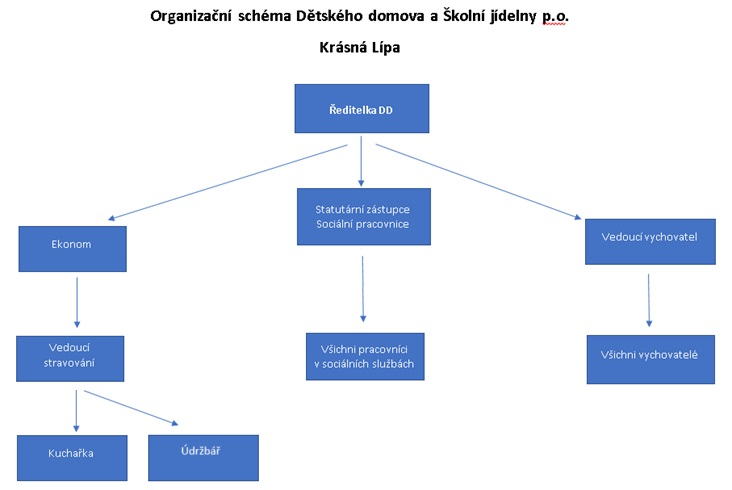 Organizační schéma Dětského domova a Školní jídelny p.o.
Krásná Lípa
Ředitelka DD
Statutární zástupce
Sociální pracovnice
Ekonom
Vedoucí vychovatel
Vedoucí
stravování
Všichni pracovníci
v sociálních službách
Všichni vychovatelé
Kuchařka
Údržbář